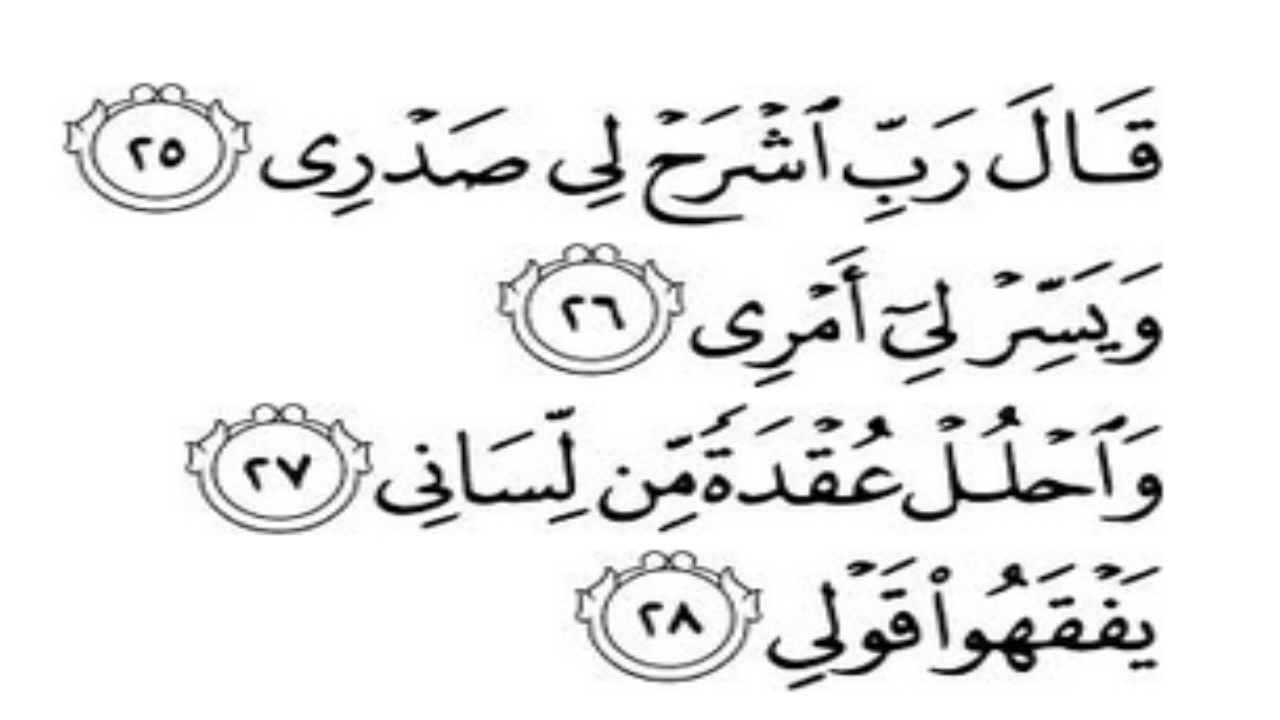 قَالَ رَبِّ ٱشْرَحْ لِى صَدْرِى ٢٥
وَيَسِّرْ لِىٓ أَمْرِى ٢٦
وَٱحْلُلْ عُقْدَةً مِّن لِّسَانِى ٢٧
يَفْقَهُوا۟ قَوْلِى ٢٨